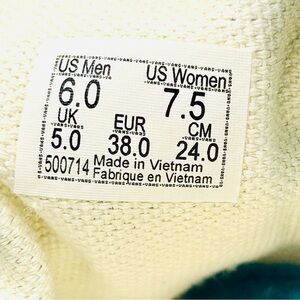 US Men US Women
6.0 7.5
UK EUR CM
5.0 38.0 24.0
500714 Made in Vietnam
Fabrique en Vietnam